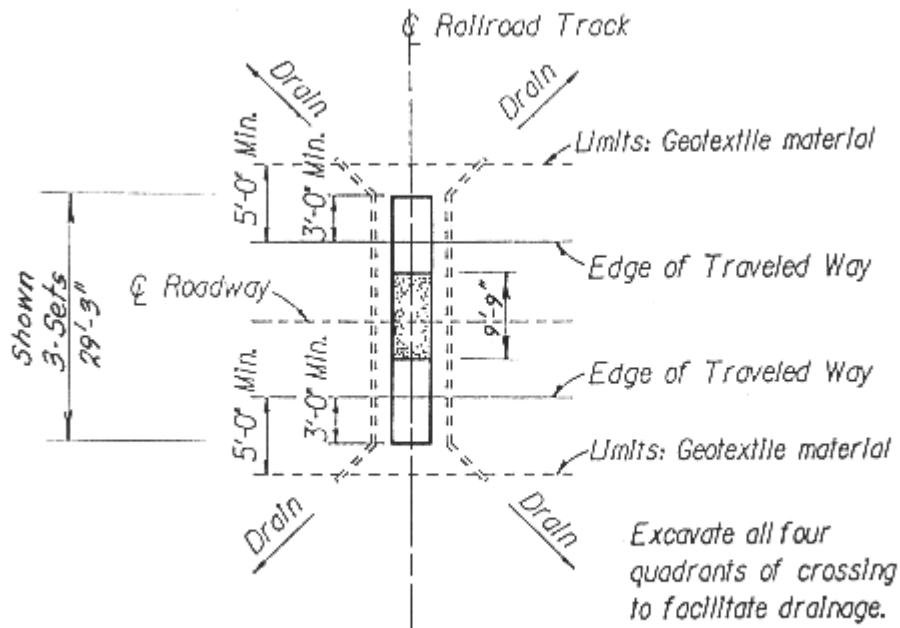 ℄ Railroad Track
Drain
Drain
Limits: Geotextile material
5'-0" Min.
3'-0" Min.
Edge of Traveled Way
℄ Roadway
9'-9"
Shown
3-Sets
29'-3"
Edge of Traveled Way
5'-0" Min.
3'-0" Min.
Limits: Geotextile material
Drain
Drain
Excavate all four
quadrants of crossing
to facilitate drainage.